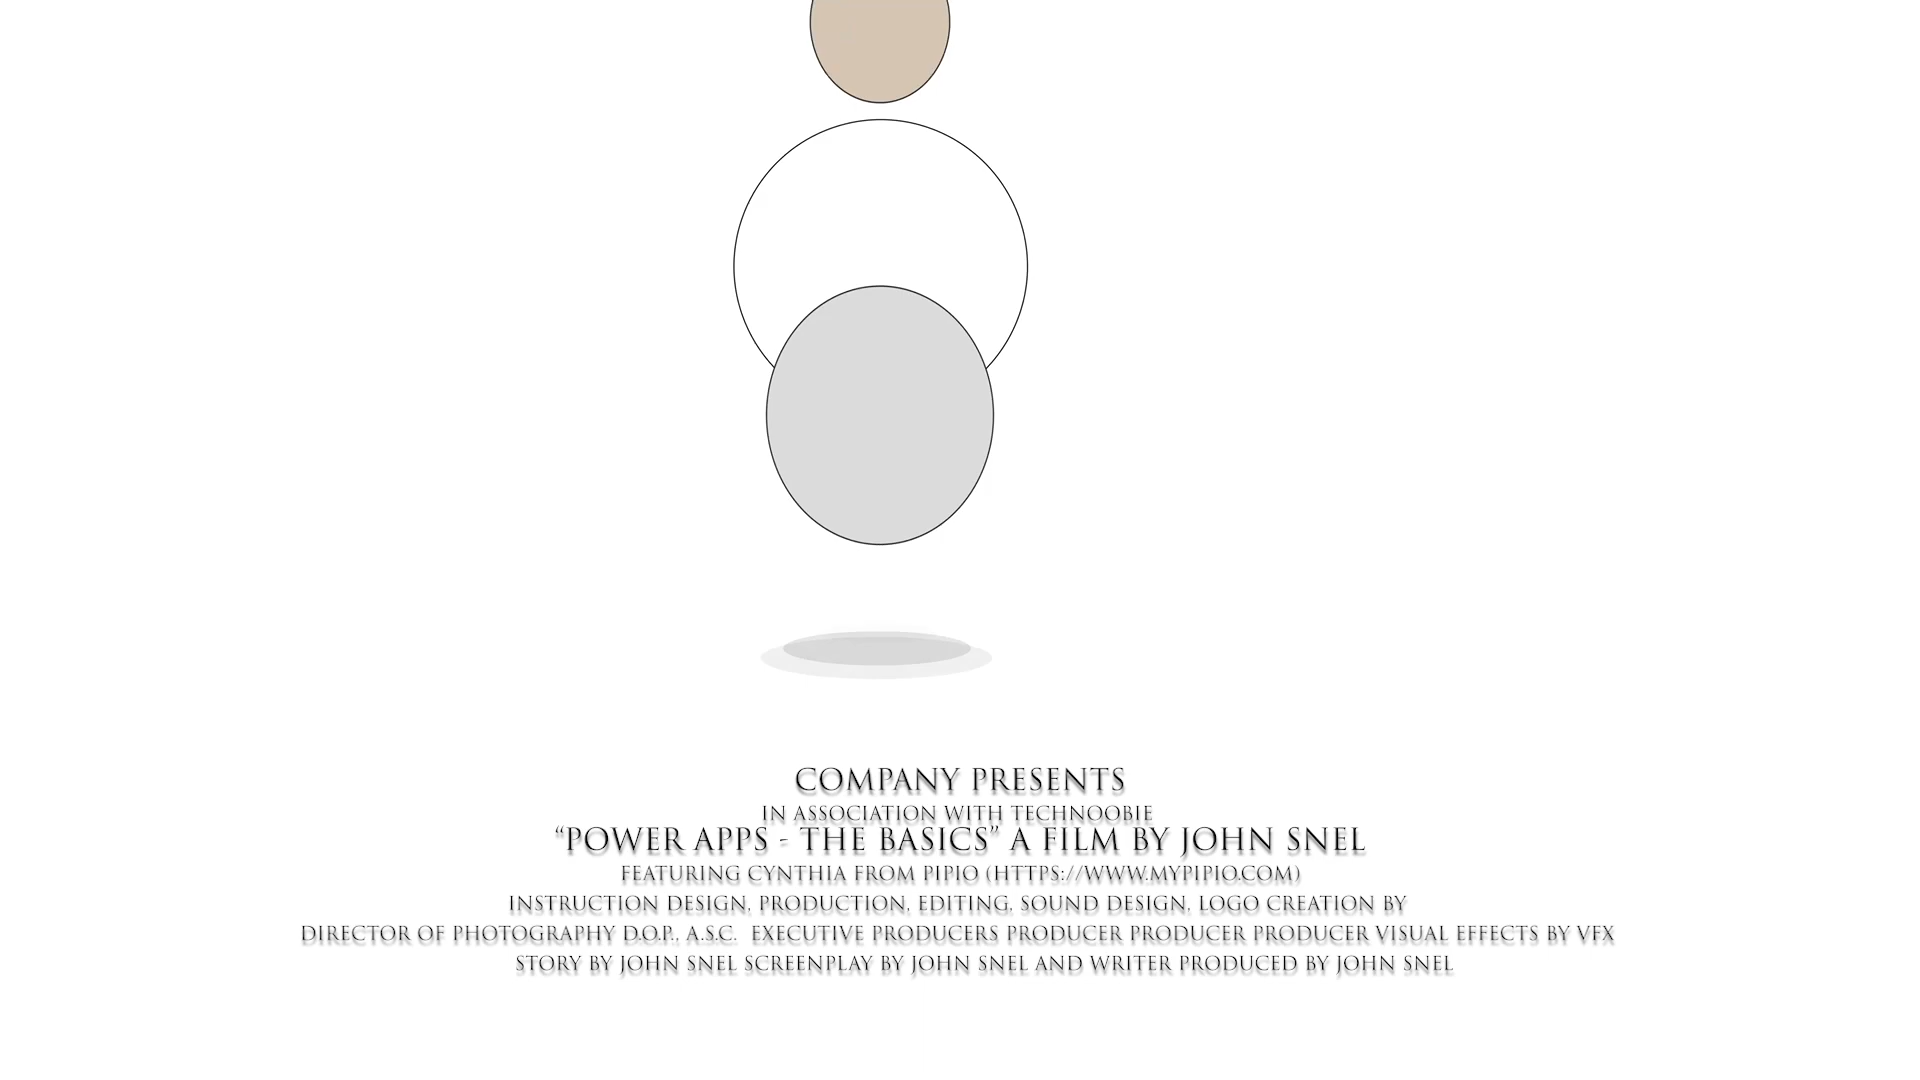 COMPANY PRESENTS
IN ASSOCIATION WITH TECHNOOBIE
“POWER APPS - THE BASICS” A FILM BY JOHN SNEL
FEATURING CYNTHIA FROM PIPIO (HTTPS://WWW.MYPIPIO.COM)
INSTRUCTION DESIGN, PRODUCTION, EDITING, SOUND DESIGN, LOGO CREATION BY
DIRECTOR OF PHOTOGRAPHY D.O.P., A.S.C. EXECUTIVE PRODUCERS PRODUCER PRODUCER PRODUCER VISUAL EFFECTS BY VFX
STORY BY JOHN SNEL SCREENPLAY BY JOHN SNEL AND WRITER PRODUCED BY JOHN SNEL